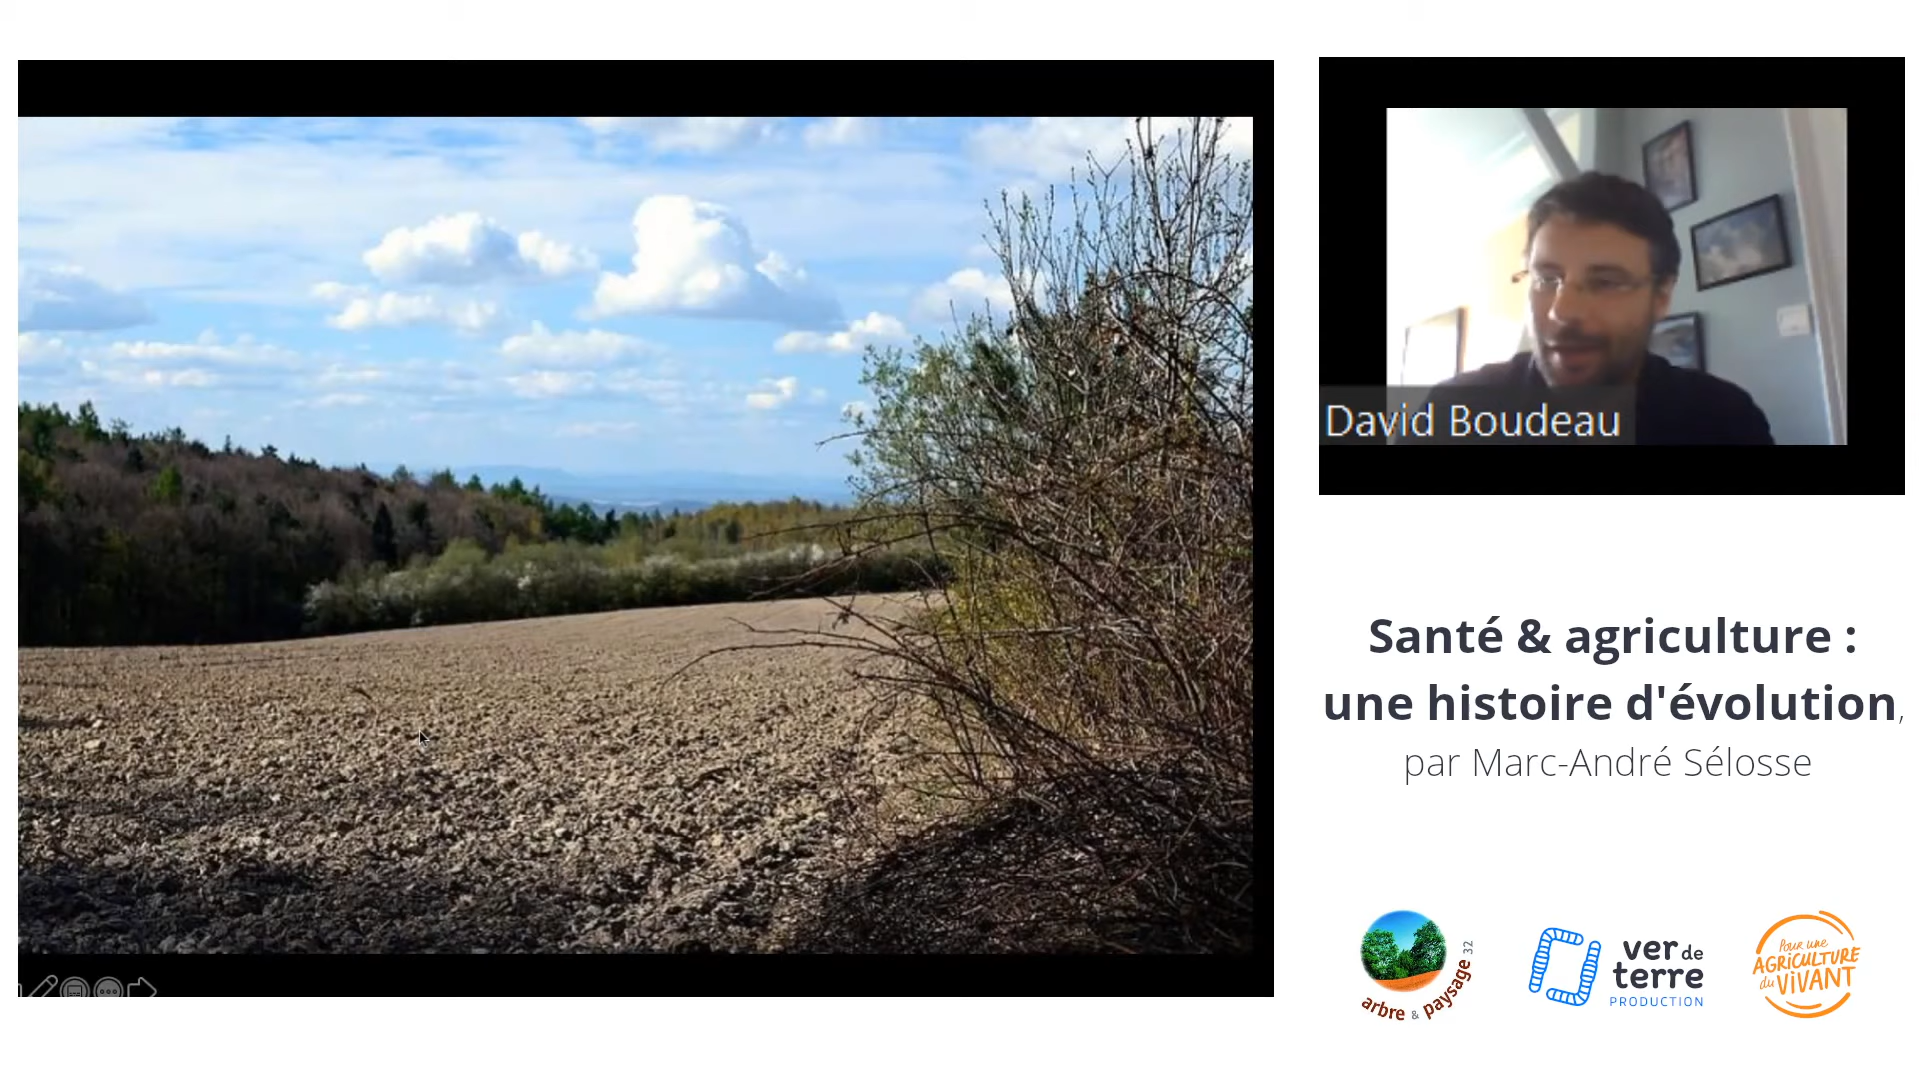 David Boudeau
Santé & agriculture :
une histoire d'évolution,
par Marc-André Sélosse
arbre & paysage 32
ver de
terre
PRODUCTION
Pour une
AGRICULTURE
du VIVANT